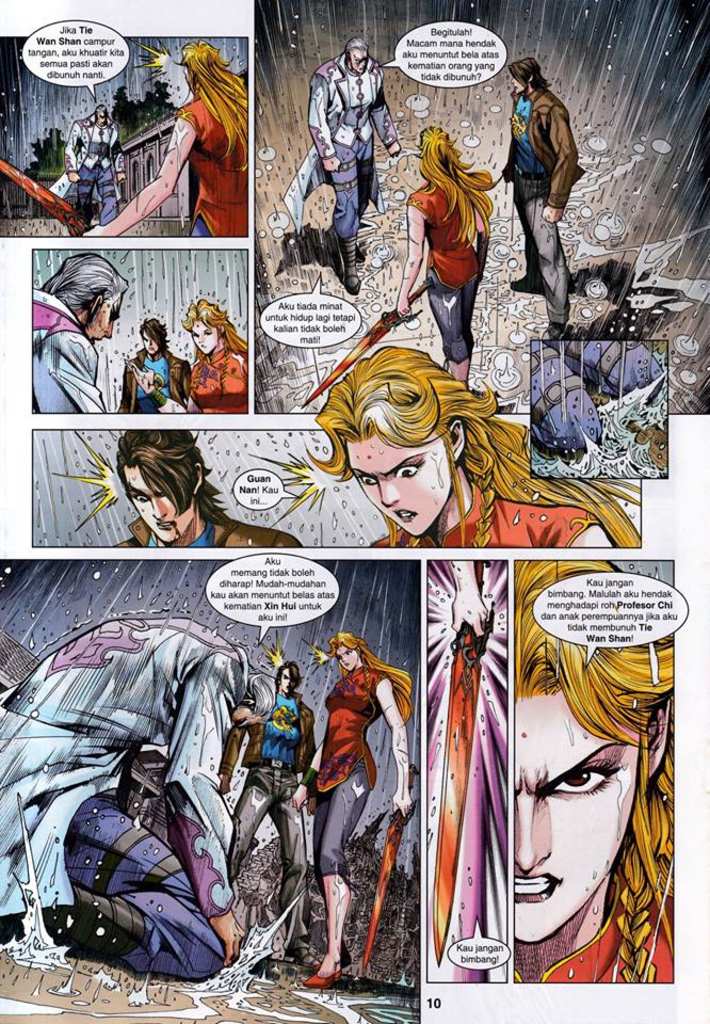 Jika Tie
Wan Shan campur
tangan, aku khuatir kita
semua pasti akan
dibunuh nanti.
Begitulah!
Macam mana hendak
aku menuntut bela atas
kematian orang yang
tidak dibunuh?
Aku tiada minat
untuk hidup lagi tetapi
kalian tidak boleh
mati!
Guan
Nan! Kau
ini...
Aku
memang tidak boleh
diharap! Mudah-mudahan
kau akan menuntut belas atas
kematian Xin Hui untuk
aku ini!
Kau jangan
bimbang!
Kau jangan
bimbang. Malulah aku hendak
menghadapi roh Profesor Chi
dan anak perempuannya jika aku
tidak membunuh Tie
Wan Shan!
10